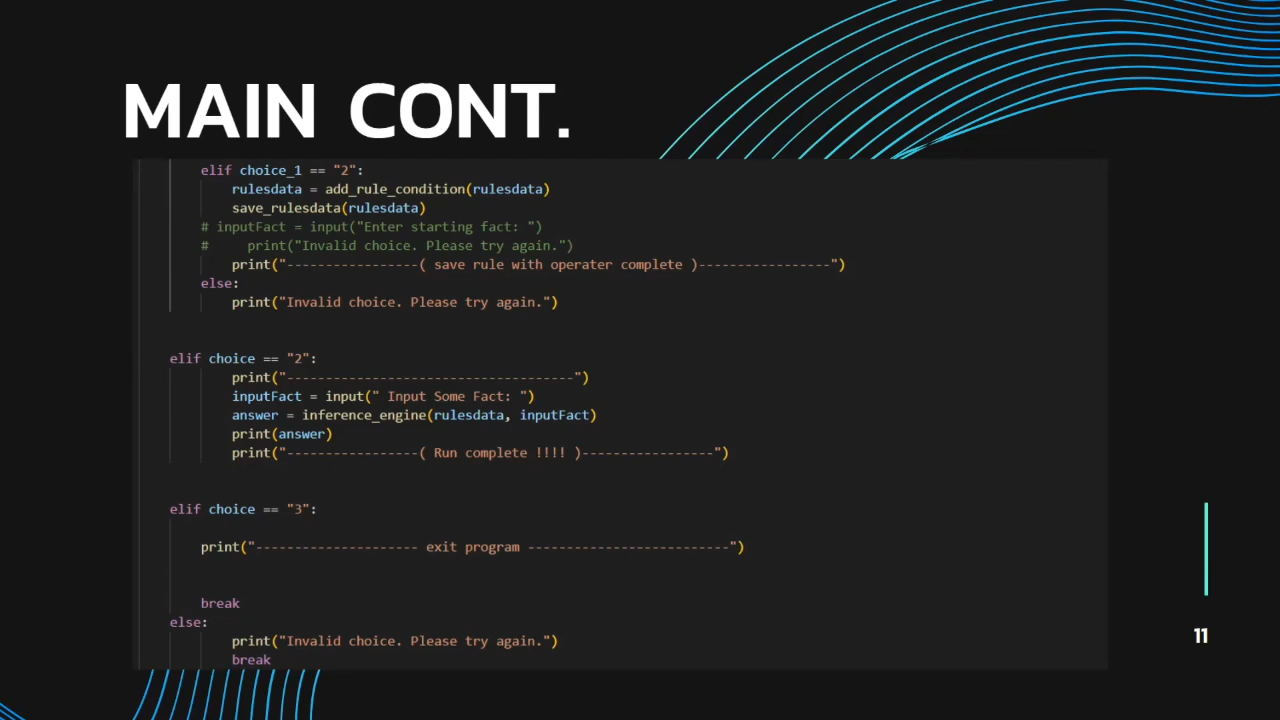 MAIN CONT.
elif choice_1 == "2":
rulesdata = add_rule_condition(rulesdata)
save_rulesdata(rulesdata)
# inputFact = input("Enter starting fact: ")
#     print("Invalid choice. Please try again.")
print("-----------------( save rule with operater complete )-----------------")
else:
print("Invalid choice. Please try again.")
elif choice == "2":
print("-------------------------------------")
inputFact = input(" Input Some Fact: ")
answer = inference_engine(rulesdata, inputFact)
print(answer)
print("-----------------( Run complete !!!! )-----------------")
elif choice == "3":
print("--------------------- exit program --------------------------")
break
else:
print("Invalid choice. Please try again.")
break
11